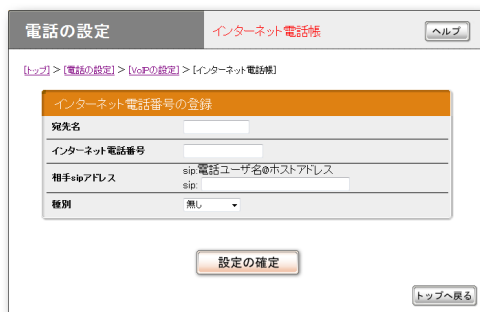 電話の設定
インターネット電話帳
ヘルプ
[トップ] > [電話の設定] > [VoIPの設定] > [インターネット電話帳]
インターネット電話番号の登録
宛先名
インターネット電話番号
相手sipアドレス
sip:電話ユーザ名@ホストアドレス
sip:
種別
無し
設定の確定
トップへ戻る